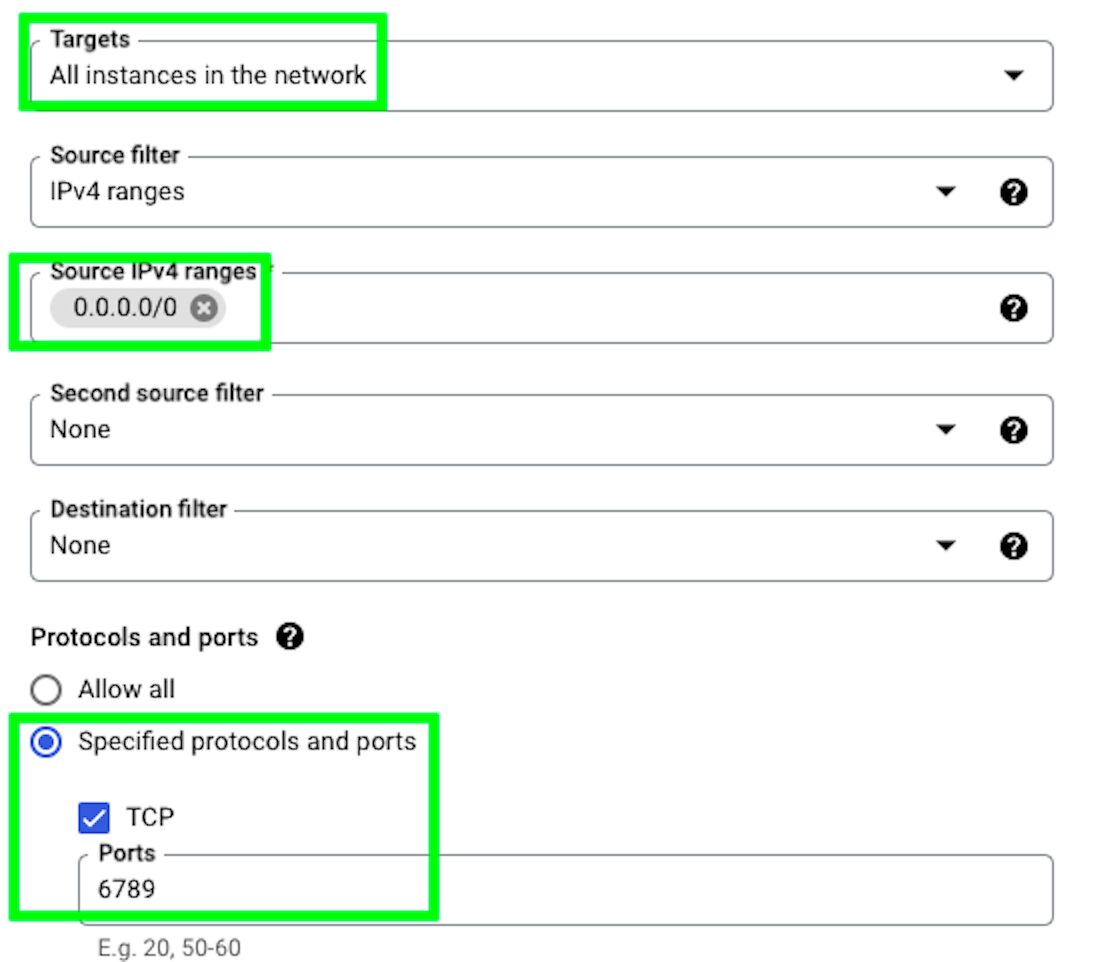 Targets
All instances in the network
Source filter
IPv4 ranges
Source IPv4 ranges *
0.0.0.0/0
Second source filter
None
Destination filter
None
Protocols and ports
Allow all
Specified protocols and ports
TCP
Ports
6789
E.g. 20, 50-60